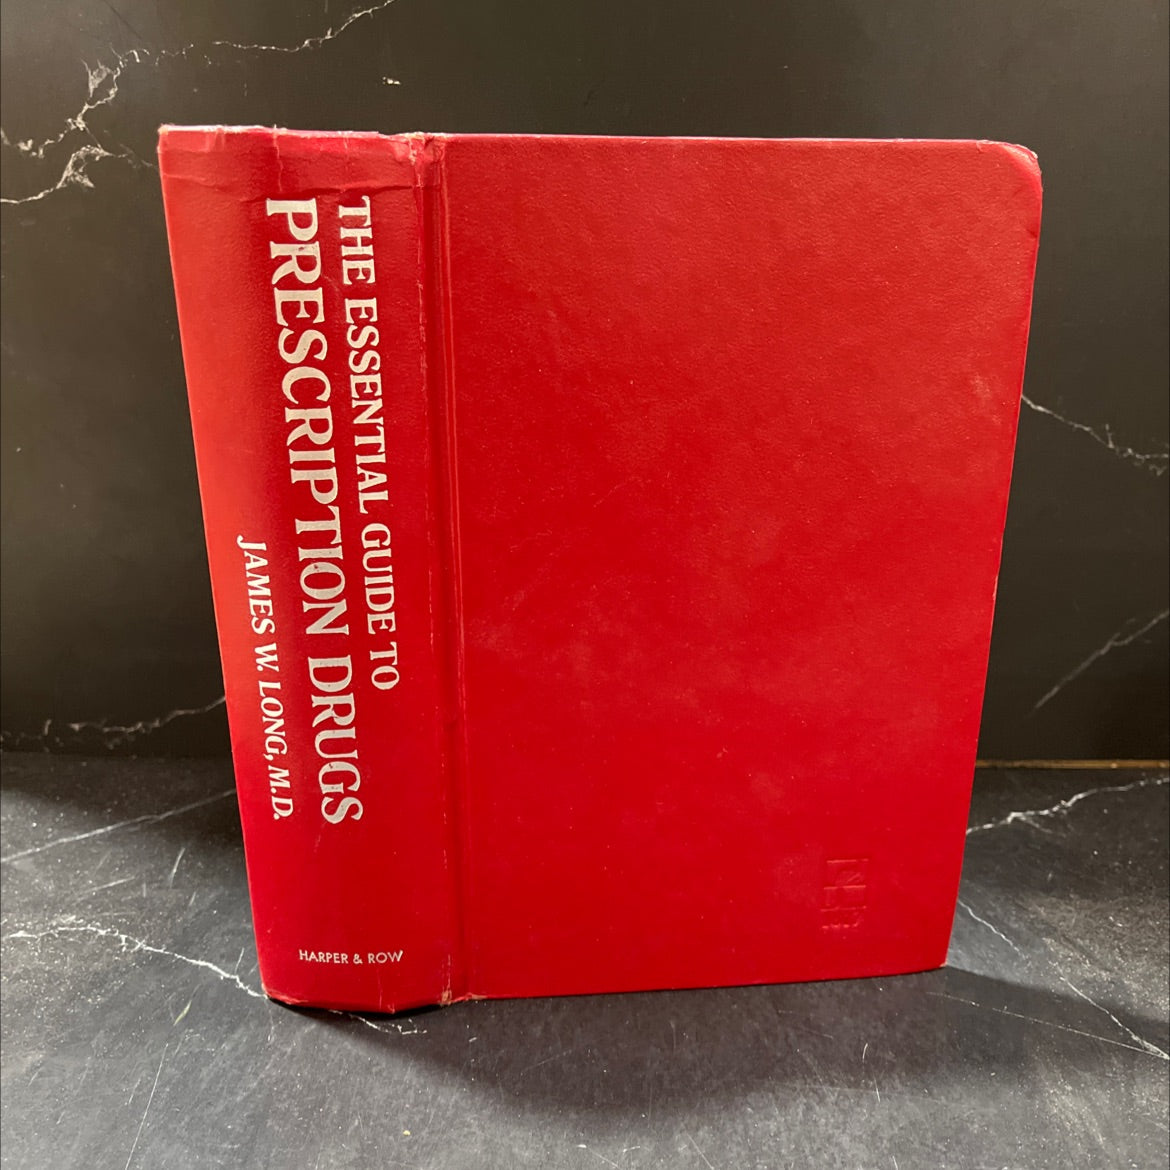 THE ESSENTIAL GUIDE TO
PRESCRIPTION DRUGS
JAMES W. LONG, M.D.
HARPER & ROW